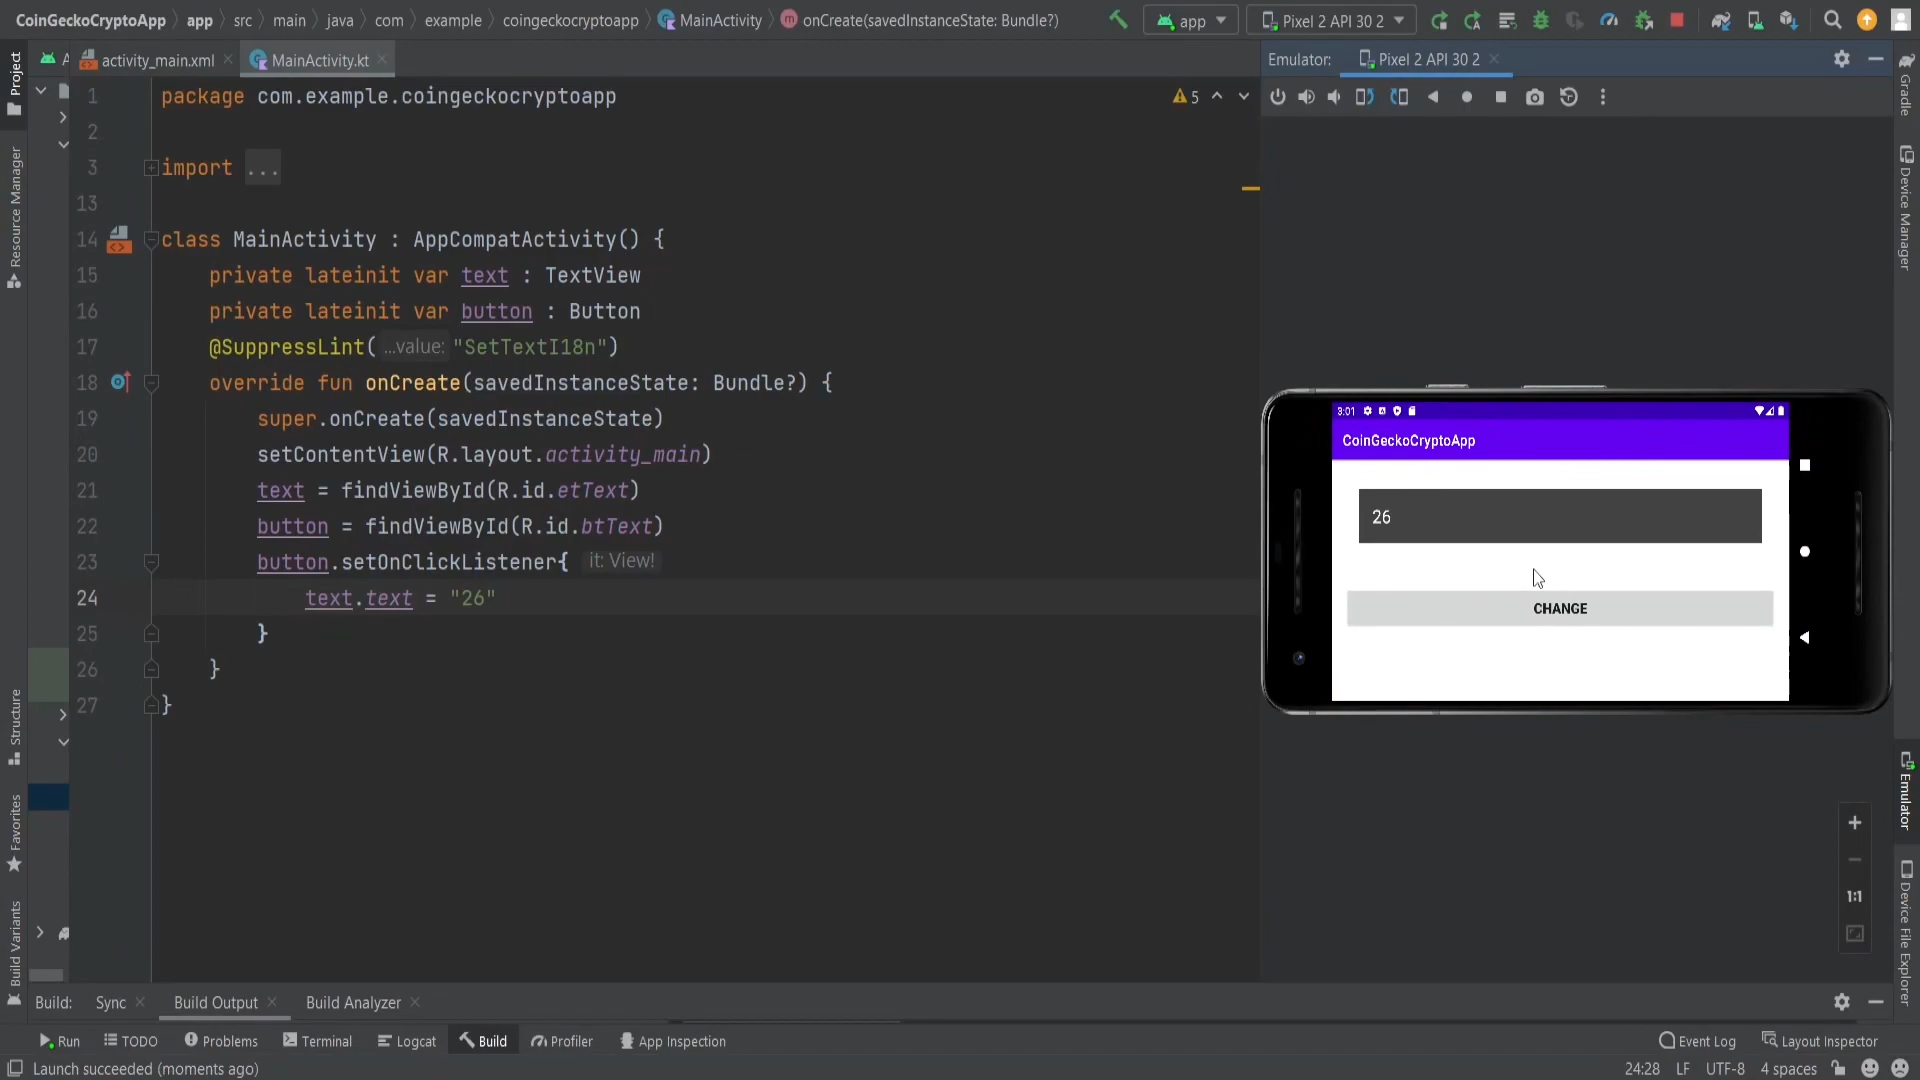 CoinGeckoCryptoApp app src main java com example coingeckocryptoapp MainActivity onCreate(savedInstanceState: Bundle?) app Pixel 2 API 30 2
A activity_main.xml MainActivity.kt
Emulator: Pixel 2 API 30 2
1 package com.example.coingeckocryptoapp
5
2
3 import ...
13
14 class MainActivity : AppCompatActivity() {
15 private lateinit var text : TextView
16 private lateinit var button : Button
17 @SuppressLint( ...value: "SetTextI18n")
18 override fun onCreate(savedInstanceState: Bundle?) {
19 super.onCreate(savedInstanceState)
20 setContentView(R.layout.activity_main)
21 text = findViewById(R.id.etText)
22 button = findViewById(R.id.btText)
23 button.setOnClickListener{ it: View!
24 text.text = "26"
25 }
26 }
27 }
3:01
CoinGeckoCryptoApp
26
CHANGE
1:1
Project
Resource Manager
Structure
Favorites
Build Variants
Gradle
Device Manager
Emulator
Device File Explorer
Build: Sync Build Output Build Analyzer
Run TODO Problems Terminal Logcat Build Profiler App Inspection Event Log Layout Inspector
Launch succeeded (moments ago) 24:28 LF UTF-8 4 spaces